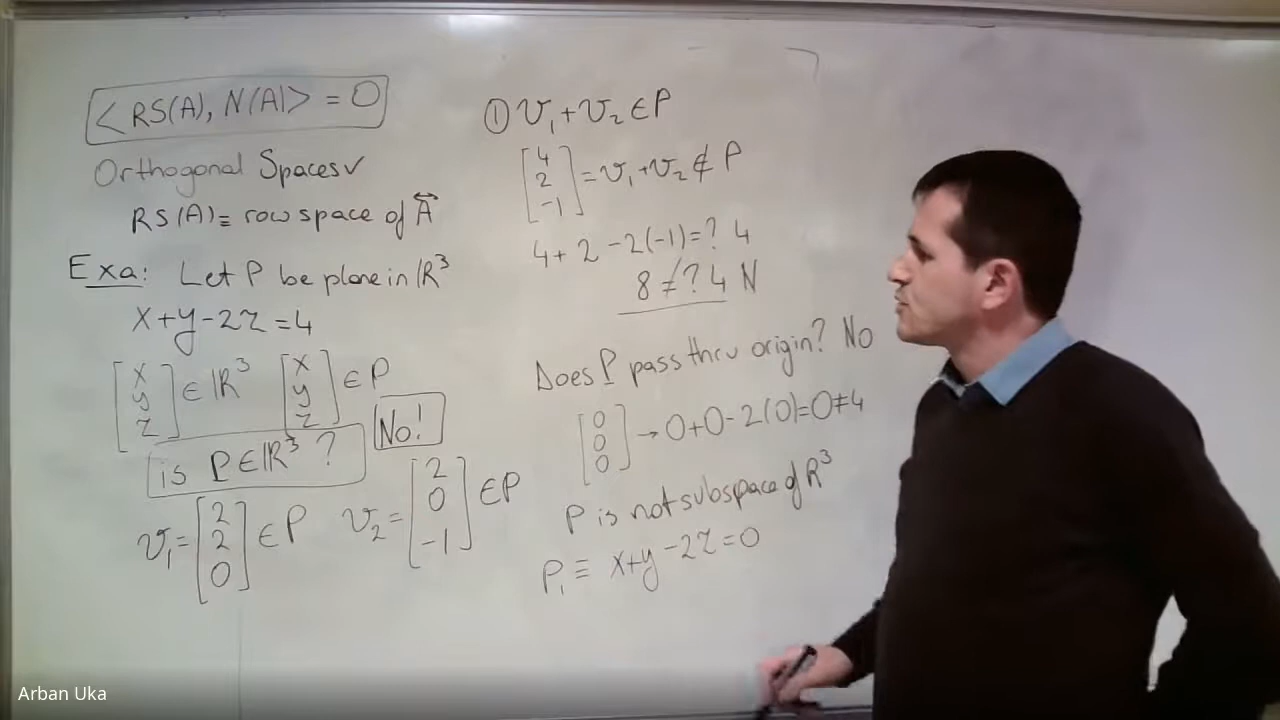 <RS(A), N(A)> = 0
Orthogonal Spaces ✓
RS(A) ≡ row space of A
Exa: Let P be plane in ℝ³
x+y-2z=4
[x y z] ∈ ℝ³ [x y z] ∈ P
No!
is P ∈ ℝ³ ?
v₁ = [2 2 0] ∈ P v₂ = [2 0 -1] ∈ P
① v₁ + v₂ ∈ P
[4 2 -1] = v₁ + v₂ ∉ P
4+2-2(-1)=? 4
8 ≠? 4 N
Does P pass thru origin? No
[0 0 0] → 0+0-2(0)=0≠4
P is not subspace of R³
P₁ ≡ x+y-2z=0
Arban Uka